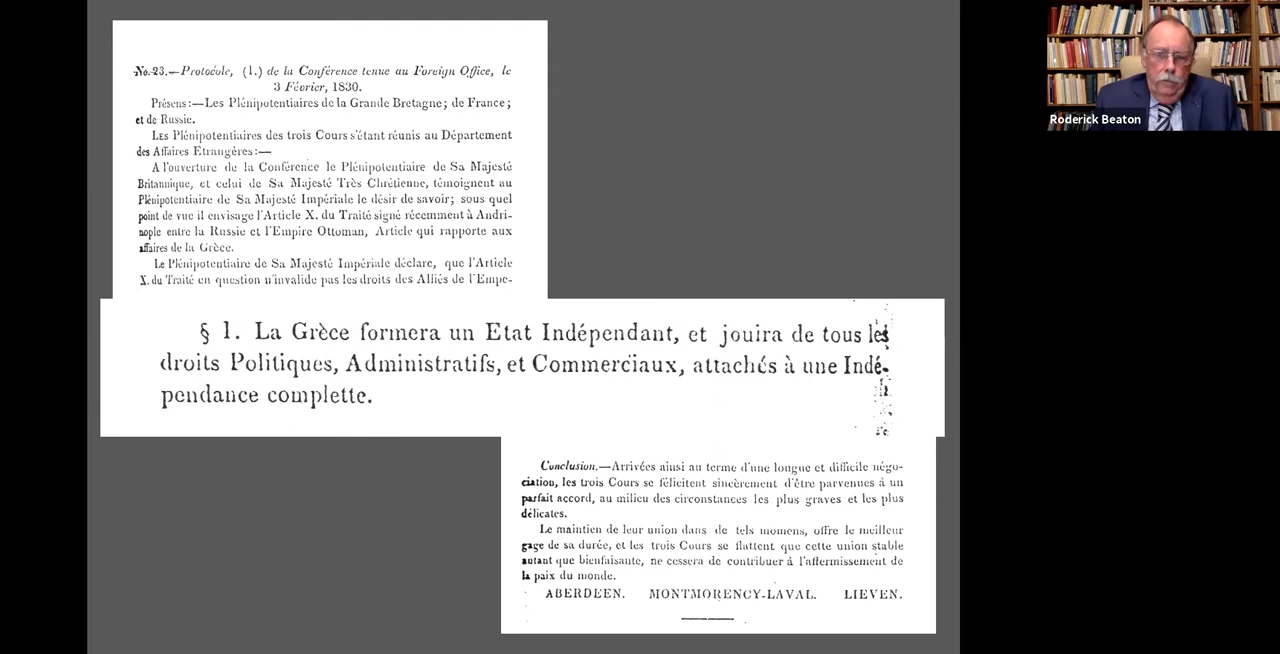 No. 23.—Protocole, (1.) de la Conférence tenue au Foreign Office, le
3 Février, 1830.
Présens:—Les Plénipotentiaires de la Grande Bretagne; de France;
et de Russie.
LES Plénipotentiaires des trois Cours s'étant réunis au Département
des Affaires Etrangères:—
A l'ouverture de la Conférence le Plénipotentiaire de Sa Majesté
Britannique, et celui de Sa Majesté Très Chrétienne, témoignent au
Plénipotentiaire de Sa Majesté Impériale le désir de savoir; sous quel
point de vue il envisage l'Article X. du Traité signé récemment à Andri-
nople entre la Russie et l'Empire Ottoman, Article qui rapporte aux
affaires de la Grèce.
Le Plénipotentiaire de Sa Majesté Impériale déclare, que l'Article
X. du Traité en question n'invalide pas les droits des Alliés de l'Empe-
§ 1. La Grèce formera un Etat Indépendant, et jouira de tous les
droits Politiques, Administratifs, et Commerciaux, attachés à une Indé-
pendance complette.
Conclusion.—Arrivées ainsi au terme d'une longue et difficile négo-
ciation, les trois Cours se félicitent sincèrement d'être parvenues à un
parfait accord, au milieu des circonstances les plus graves et les plus
délicates.
Le maintien de leur union dans de tels momens, offre le meilleur
gage de sa durée, et les trois Cours se flattent que cette union stable
autant que bienfaisante, ne cessera de contribuer à l'affermissement de
la paix du monde.
ABERDEEN. MONTMORENCY-LAVAL. LIEVEN.
Roderick Beaton